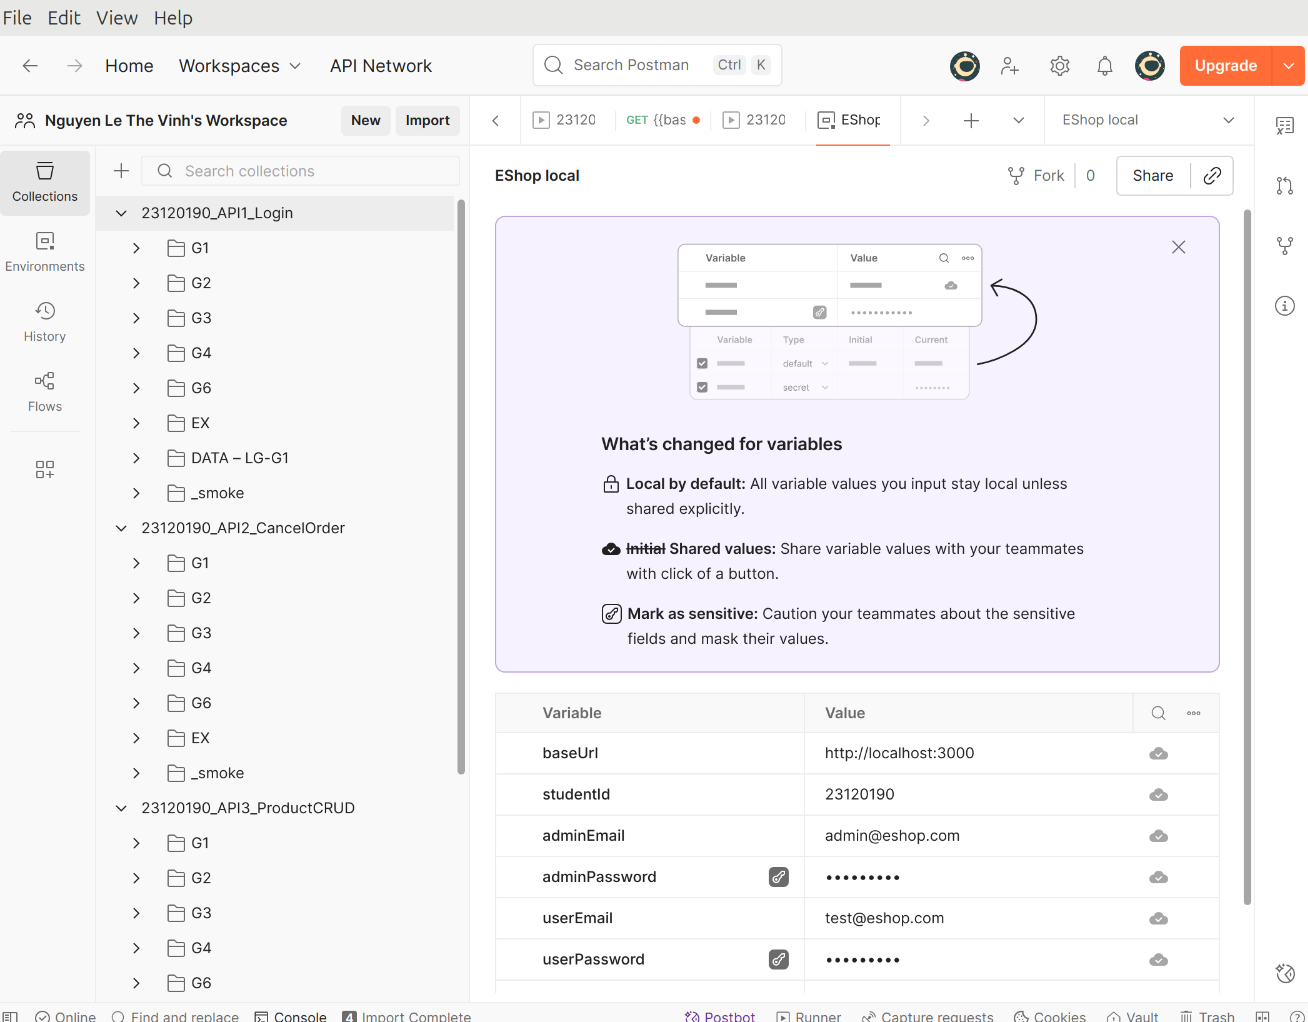 File Edit View Help
Home Workspaces API Network Search Postman Ctrl K Upgrade
Nguyen Le The Vinh's Workspace New Import 23120 GET {{bas 23120 EShop EShop local
Collections
Environments
History
Flows
Search collections
23120190_API1_Login
G1
G2
G3
G4
G6
EX
DATA – LG-G1
_smoke
23120190_API2_CancelOrder
G1
G2
G3
G4
G6
EX
_smoke
23120190_API3_ProductCRUD
G1
G2
G3
G4
G6
EShop local Fork 0 Share
Variable Value
Variable Type Initial Current
default
secret
What's changed for variables
Local by default: All variable values you input stay local unless
shared explicitly.
Initial Shared values: Share variable values with your teammates
with click of a button.
Mark as sensitive: Caution your teammates about the sensitive
fields and mask their values.
Variable Value
baseUrl http://localhost:3000
studentId 23120190
adminEmail admin@eshop.com
adminPassword •••••••••
userEmail test@eshop.com
userPassword •••••••••
Online Find and replace Console 4 Import Complete Postbot Runner Capture requests Cookies Vault Trash